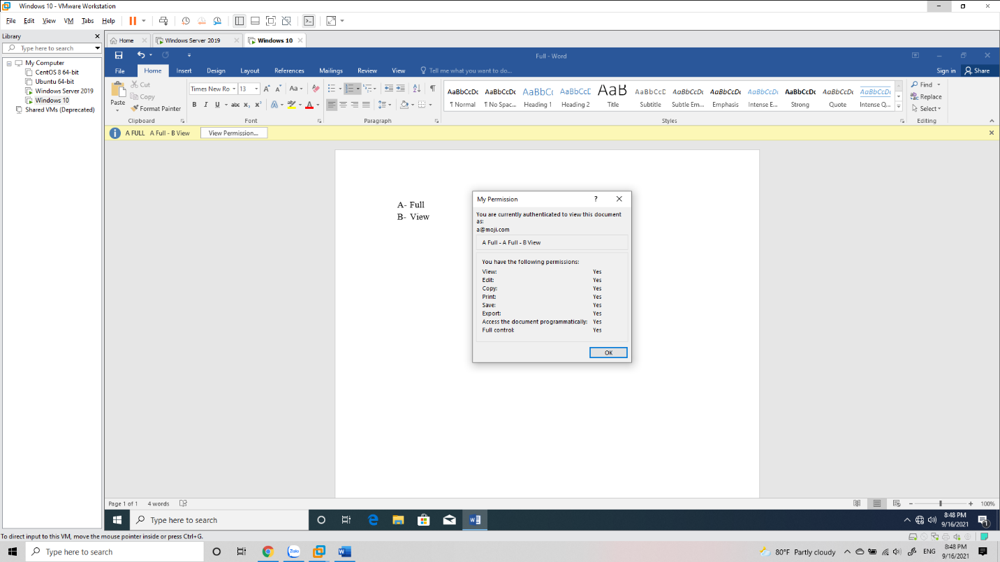 Windows 10 - VMware Workstation
File Edit View VM Tabs Help
Library
Type here to search
My Computer
CentOS 8 64-bit
Ubuntu 64-bit
Windows Server 2019
Windows 10
Shared VMs (Deprecated)
Home Windows Server 2019 Windows 10
Full - Word
File Home Insert Design Layout References Mailings Review View Tell me what you want to do... Sign in Share
Paste
Cut
Copy
Format Painter
Clipboard
Times New Ro 13
Font
Paragraph
AaBbCcDc AaBbCcDc AaBbC( AaBbCcE AaB AaBbCcC AaBbCcDc AaBbCcDc AaBbCcDc AaBbCcDc AaBbCcDc AaBbCcDc
¶ Normal ¶ No Spac... Heading 1 Heading 2 Title Subtitle Subtle Em... Emphasis Intense E... Strong Quote Intense Q...
Styles
Find
Replace
Select
Editing
A FULL A Full - B View View Permission...
A- Full
B- View
My Permission ?
You are currently authenticated to view this document
as:
a@moji.com
A Full - A Full - B View
You have the following permissions:
View: Yes
Edit: Yes
Copy: Yes
Print: Yes
Save: Yes
Export: Yes
Access the document programmatically: Yes
Full control: Yes
OK
Page 1 of 1 4 words 100%
Type here to search
8:48 PM
9/16/2021
1
To direct input to this VM, move the mouse pointer inside or press Ctrl+G.
Type here to search
Zalo
80°F Partly cloudy ENG
8:48 PM
9/16/2021